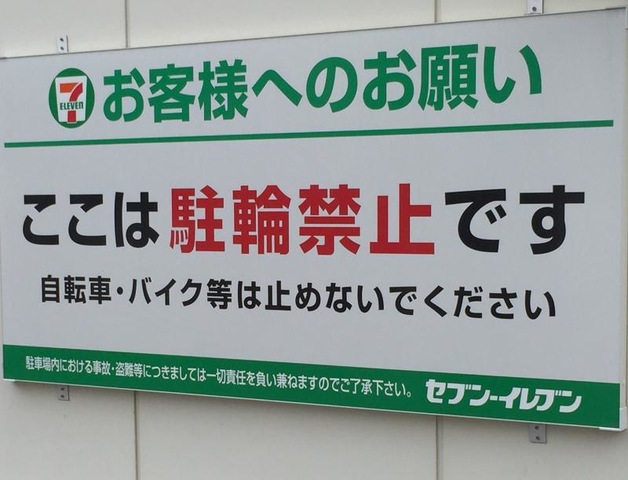 7 ELEVEN お客様へのお願い
ここは駐輪禁止です
自転車・バイク等は止めないでください
駐車場内における事故・盗難等につきましては一切責任を負い兼ねますのでご了承下さい。 セブン-イレブン